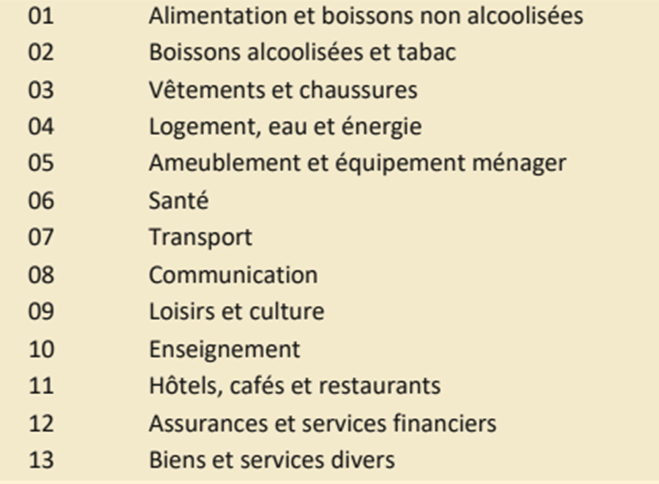 01 Alimentation et boissons non alcoolisées
02 Boissons alcoolisées et tabac
03 Vêtements et chaussures
04 Logement, eau et énergie
05 Ameublement et équipement ménager
06 Santé
07 Transport
08 Communication
09 Loisirs et culture
10 Enseignement
11 Hôtels, cafés et restaurants
12 Assurances et services financiers
13 Biens et services divers